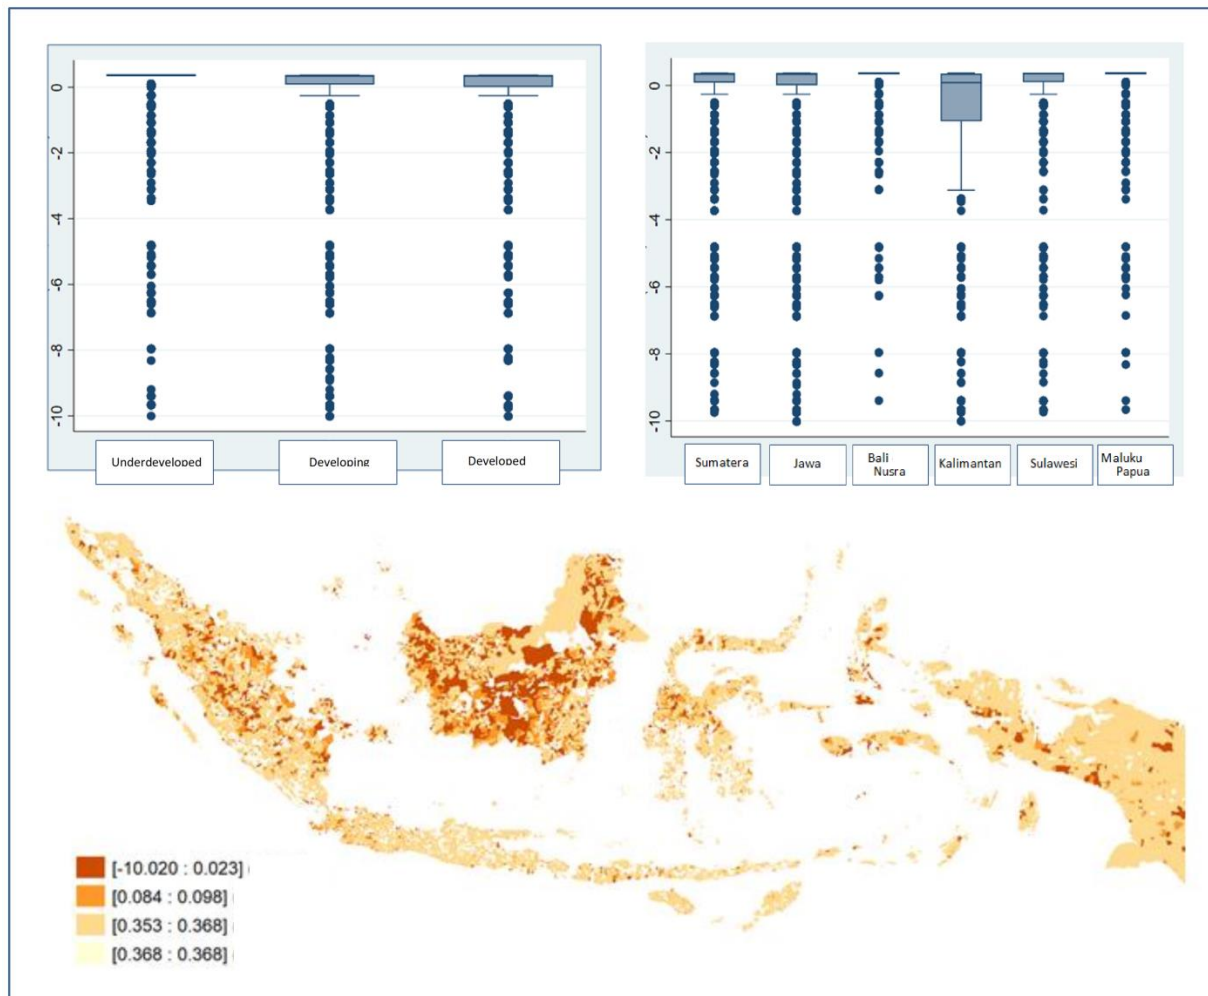 0
-2
-4
-6
-8
-10
Underdeveloped
Developing
Developed
0
-2
-4
-6
-8
-10
Sumatera
Jawa
Bali
Nusra
Kalimantan
Sulawesi
Maluku
Papua
[-10.020 : 0.023]
[0.084 : 0.098]
[0.353 : 0.368]
[0.368 : 0.368]